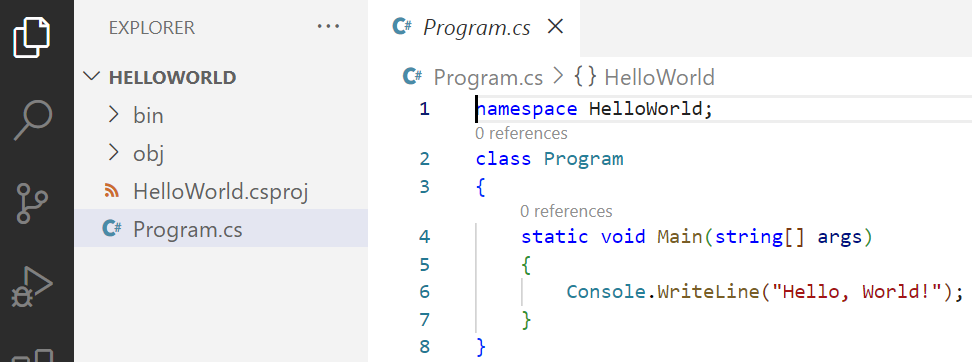 EXPLORER ···
HELLOWORLD
bin
obj
HelloWorld.csproj
C# Program.cs
C# Program.cs
C# Program.cs > {} HelloWorld
1 namespace HelloWorld;
0 references
2 class Program
3 {
0 references
4 static void Main(string[] args)
5 {
6 Console.WriteLine("Hello, World!");
7 }
8 }